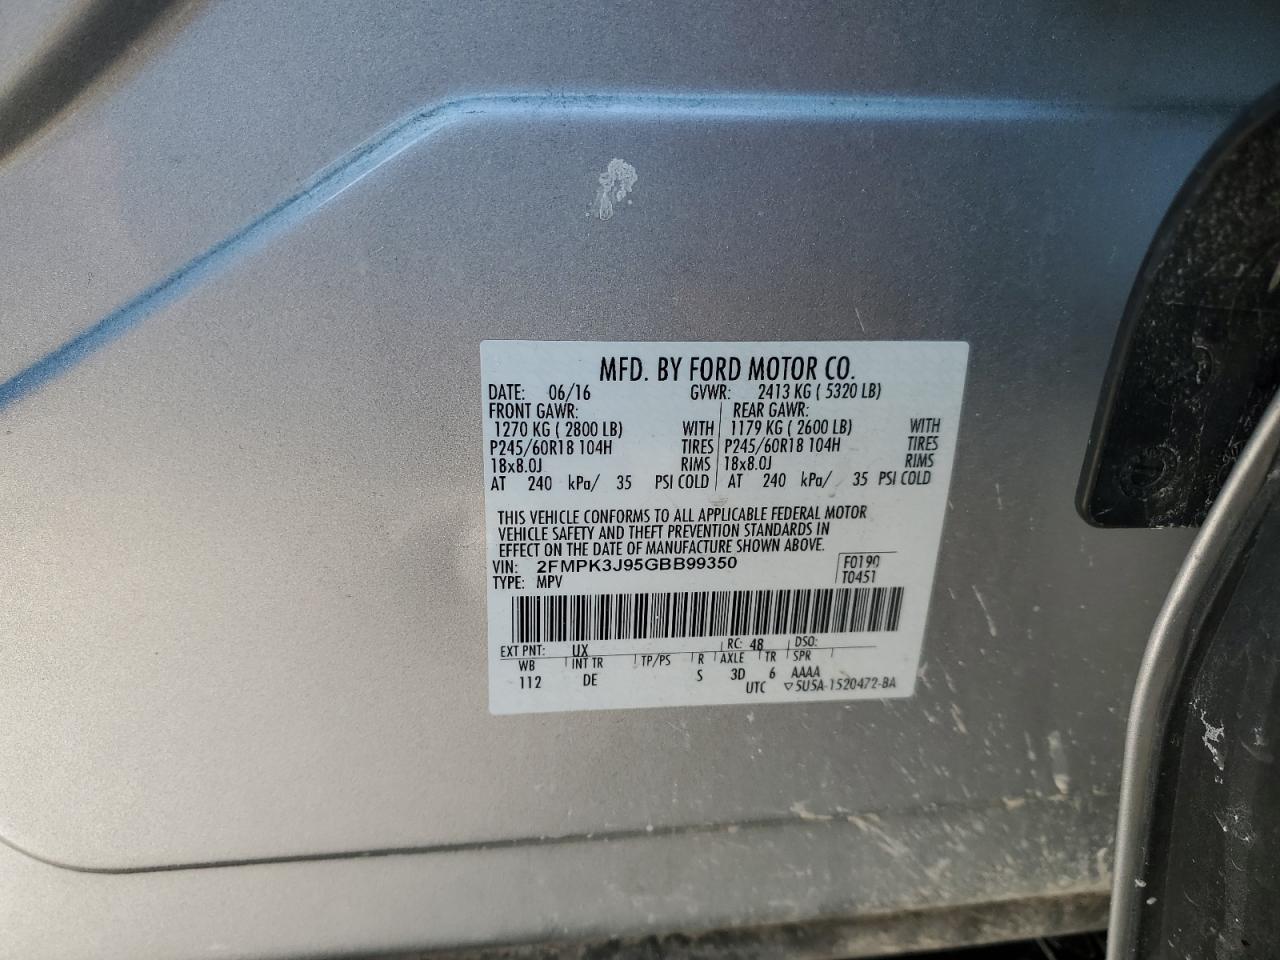 MFD. BY FORD MOTOR CO.
DATE: 06/16 GVWR: 2413 KG ( 5320 LB)
FRONT GAWR: REAR GAWR:
1270 KG ( 2800 LB) WITH 1179 KG ( 2600 LB) WITH
P245/60R18 104H TIRES P245/60R18 104H TIRES
18x8.0J RIMS 18x8.0J RIMS
AT 240 kPa/ 35 PSI COLD AT 240 kPa/ 35 PSI COLD
THIS VEHICLE CONFORMS TO ALL APPLICABLE FEDERAL MOTOR
VEHICLE SAFETY AND THEFT PREVENTION STANDARDS IN
EFFECT ON THE DATE OF MANUFACTURE SHOWN ABOVE.
VIN: 2FMPK3J95GBB99350 F0190
TYPE: MPV T0451
EXT PNT: UX RC: 48 DSO:
WB INT TR TP/PS R AXLE TR SPR
112 DE S 3D 6 AAAA
UTC ▽5U5A-1520472-BA